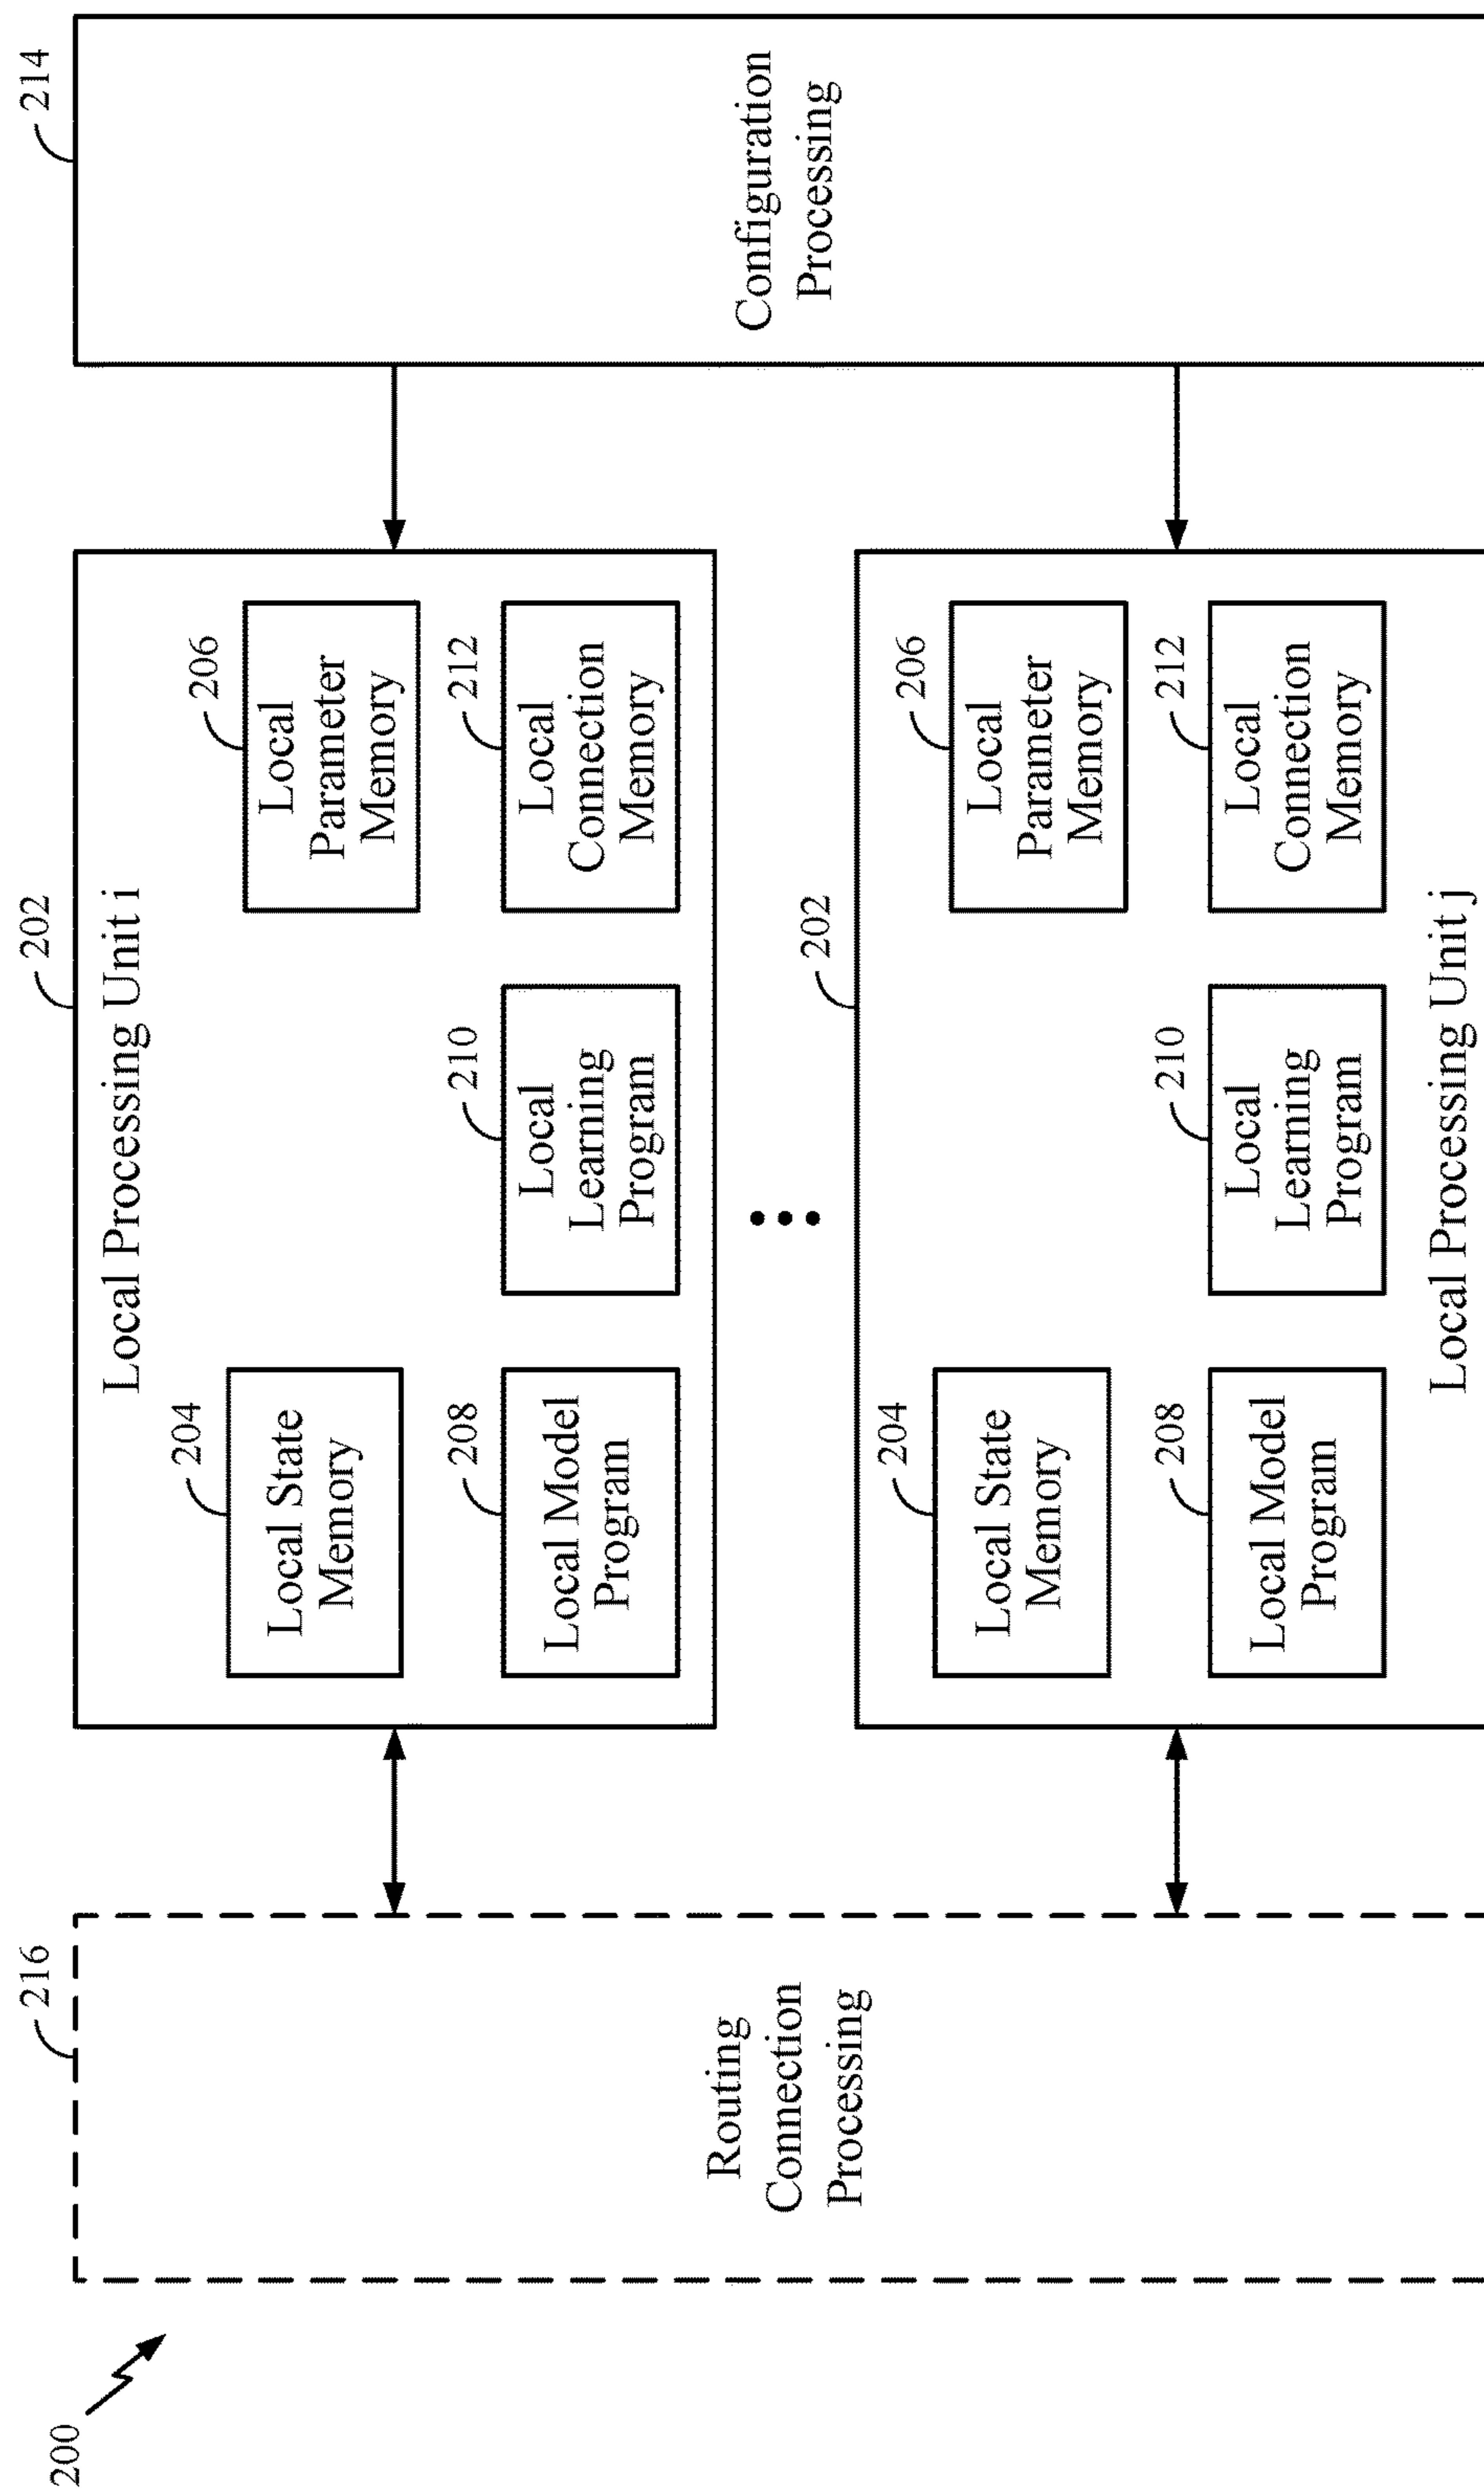 200
216
Routing
Connection
Processing
202
Local Processing Unit i
204
Local State
Memory
206
Local
Parameter
Memory
208
Local Model
Program
210
Local
Learning
Program
212
Local
Connection
Memory
202
204
Local State
Memory
206
Local
Parameter
Memory
208
Local Model
Program
210
Local
Learning
Program
212
Local
Connection
Memory
Local Processing Unit j
214
Configuration
Processing